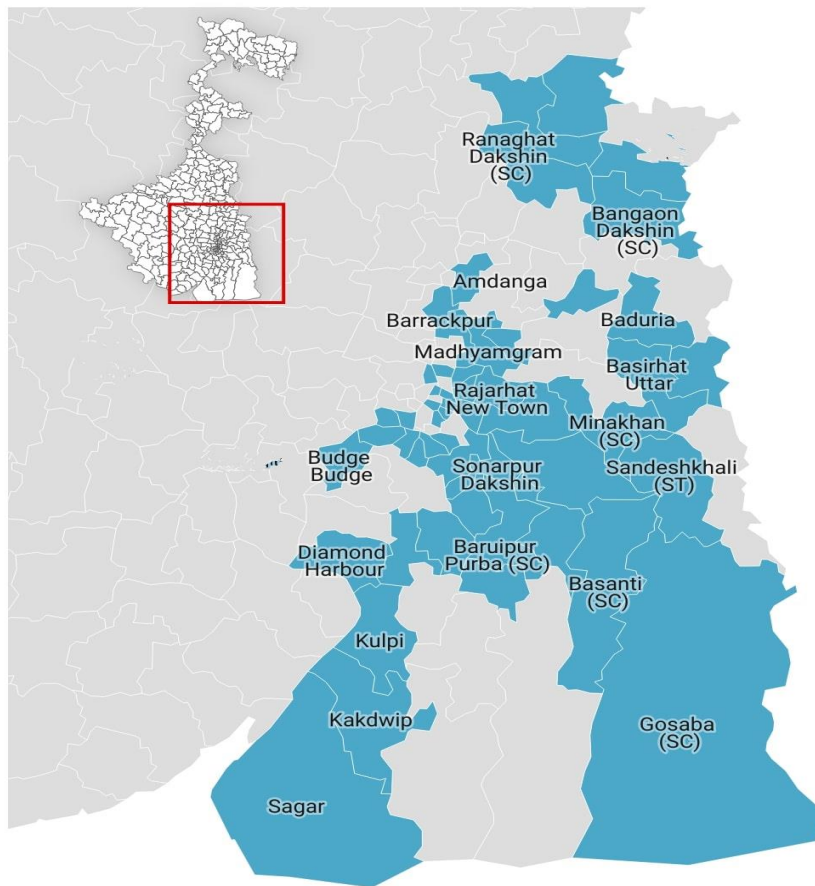 Ranaghat
Dakshin
(SC)
Bangaon
Dakshin
(SC)
Amdanga
Barrackpur
Baduria
Madhyamgram
Basirhat
Uttar
Rajarhat
New Town
Minakhan
(SC)
Budge
Budge
Sonarpur
Dakshin
Sandeshkhali
(ST)
Diamond
Harbour
Baruipur
Purba (SC)
Basanti
(SC)
Kulpi
Kakdwip
Gosaba
(SC)
Sagar